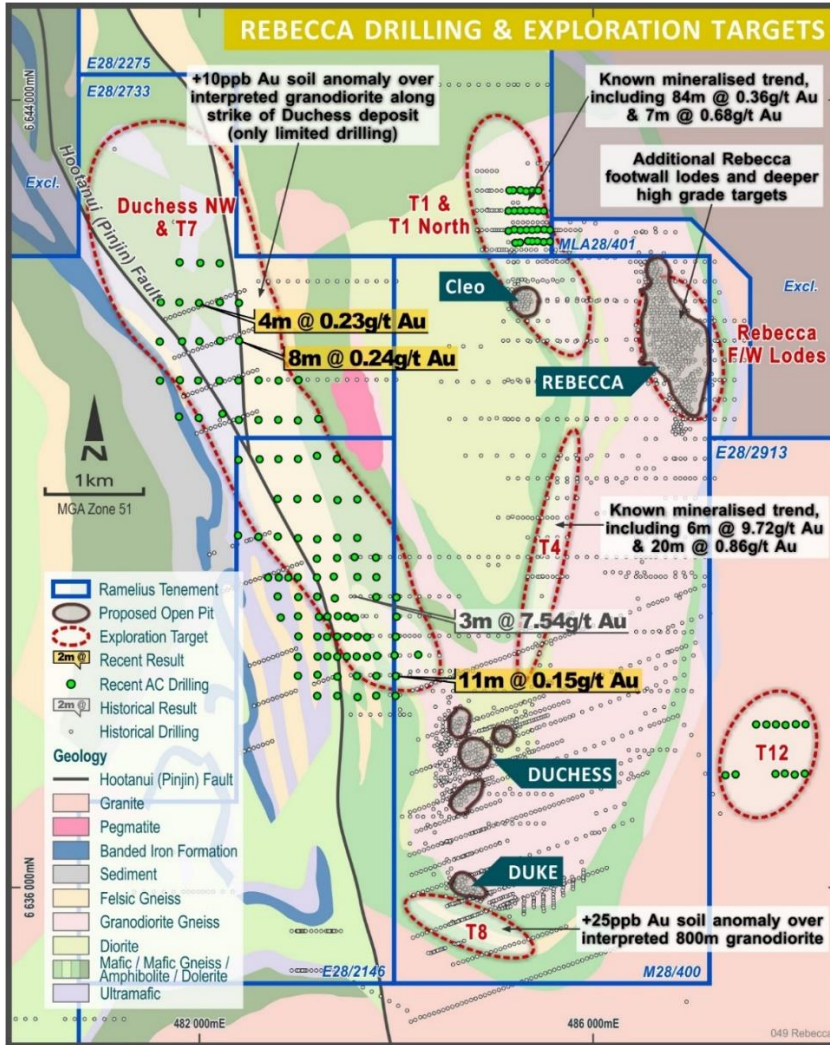 REBECCA DRILLING & EXPLORATION TARGETS
E28/2275
E28/2733
6 644 000mN
+10ppb Au soil anomaly over
interpreted granodiorite along
strike of Duchess deposit
(only limited drilling)
Known mineralised trend,
including 84m @ 0.36g/t Au
& 7m @ 0.68g/t Au
Additional Rebecca
footwall lodes and deeper
high grade targets
Excl.
Hootanui (Pinjin) Fault
Duchess NW
& T7
T1 &
T1 North
MLA28/401
Cleo
Excl.
4m @ 0.23g/t Au
8m @ 0.24g/t Au
REBECCA
Rebecca
F/W Lodes
N
1km
MGA Zone 51
E28/2913
Known mineralised trend,
including 6m @ 9.72g/t Au
& 20m @ 0.86g/t Au
T4
3m @ 7.54g/t Au
11m @ 0.15g/t Au
T12
DUCHESS
DUKE
T8
+25ppb Au soil anomaly over
interpreted 800m granodiorite
6 636 000mN
Ramelius Tenement
Proposed Open Pit
Exploration Target
2m @ Recent Result
Recent AC Drilling
2m @ Historical Result
Historical Drilling
Geology
Hootanui (Pinjin) Fault
Granite
Pegmatite
Banded Iron Formation
Sediment
Felsic Gneiss
Granodiorite Gneiss
Diorite
Mafic / Mafic Gneiss /
Amphibolite / Dolerite
Ultramafic
E28/2146
M28/400
482 000mE
486 000mE
049 Rebecca